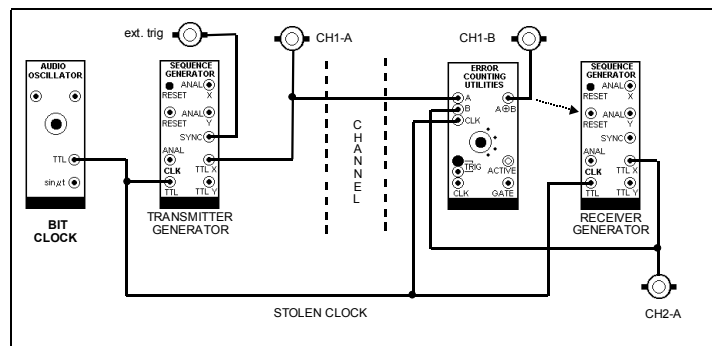 ext. trig
CH1-A
CH1-B
AUDIO
OSCILLATOR
TTL
sinμt
BIT
CLOCK
SEQUENCE
GENERATOR
ANAL
RESET
X
ANAL
RESET
Y
SYNC
ANAL
CLK
TTL X
TTL
TTL Y
TRANSMITTER
GENERATOR
CHANNEL
ERROR
COUNTING
UTILITIES
A
B
A⊕B
CLK
TRIG
ACTIVE
CLK
GATE
SEQUENCE
GENERATOR
ANAL
RESET
X
ANAL
RESET
Y
SYNC
ANAL
CLK
TTL X
TTL
TTL Y
RECEIVER
GENERATOR
STOLEN CLOCK
CH2-A